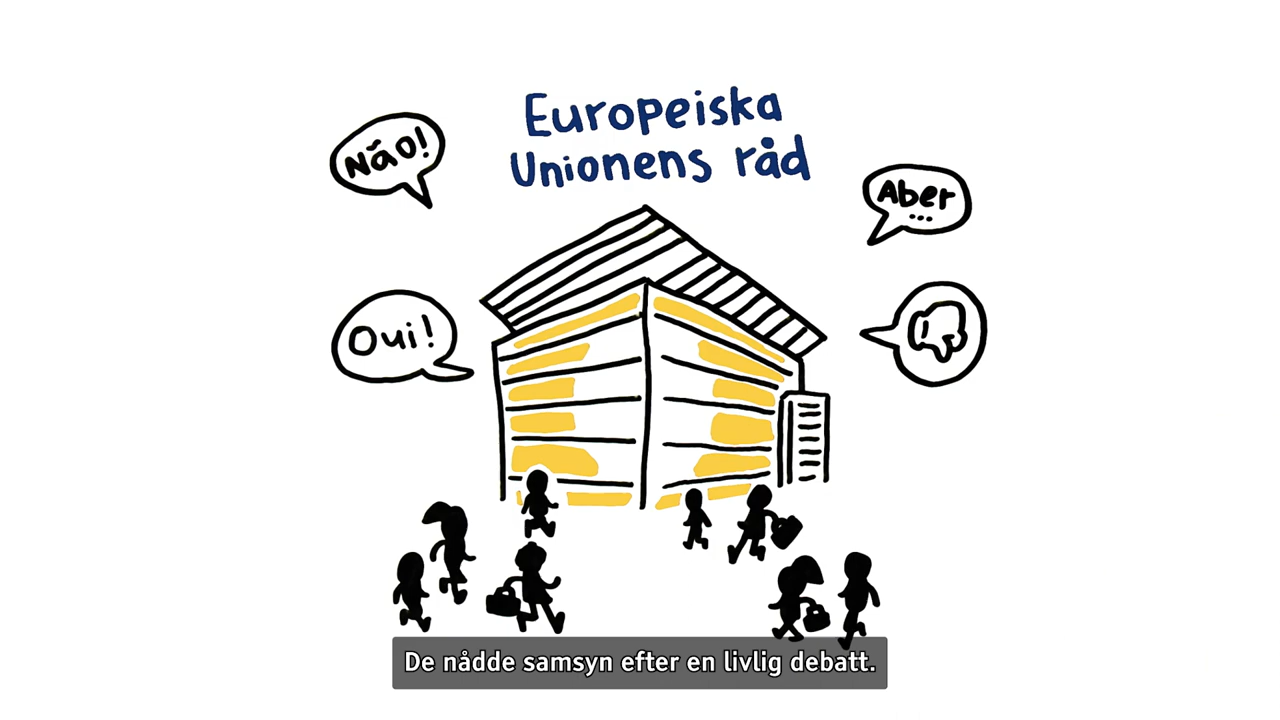 Europeiska
Unionens råd
Não!
Aber
...
Oui!
De nådde samsyn efter en livlig debatt.